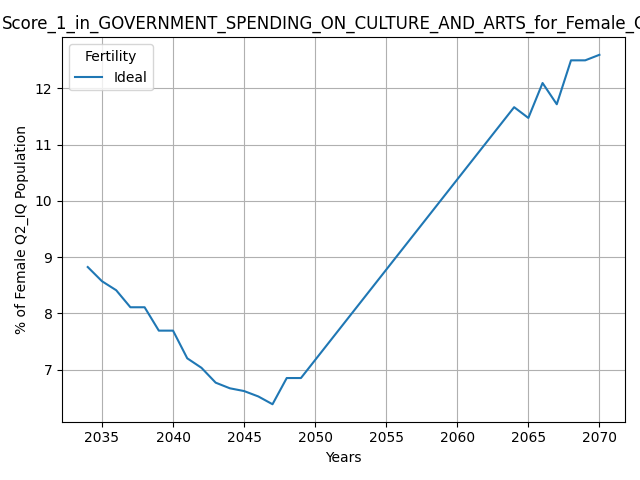 Score_1_in_GOVERNMENT_SPENDING_ON_CULTURE_AND_ARTS_for_Female_
Fertility
Ideal
12
11
10
9
8
7
% of Female Q2_IQ Population
2035 2040 2045 2050 2055 2060 2065 2070
Years